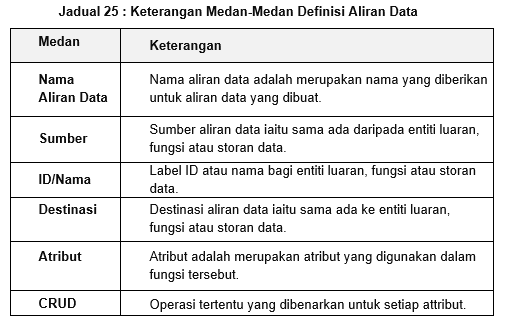 Jadual 25 : Keterangan Medan-Medan Definisi Aliran Data
Medan
Keterangan
Nama
Aliran Data
Nama aliran data adalah merupakan nama yang diberikan
untuk aliran data yang dibuat.
Sumber
Sumber aliran data iaitu sama ada daripada entiti luaran,
fungsi atau storan data.
ID/Nama
Label ID atau nama bagi entiti luaran, fungsi atau storan
data.
Destinasi
Destinasi aliran data iaitu sama ada ke entiti luaran,
fungsi atau storan data.
Atribut
Atribut adalah merupakan atribut yang digunakan dalam
fungsi tersebut.
CRUD
Operasi tertentu yang dibenarkan untuk setiap attribut.